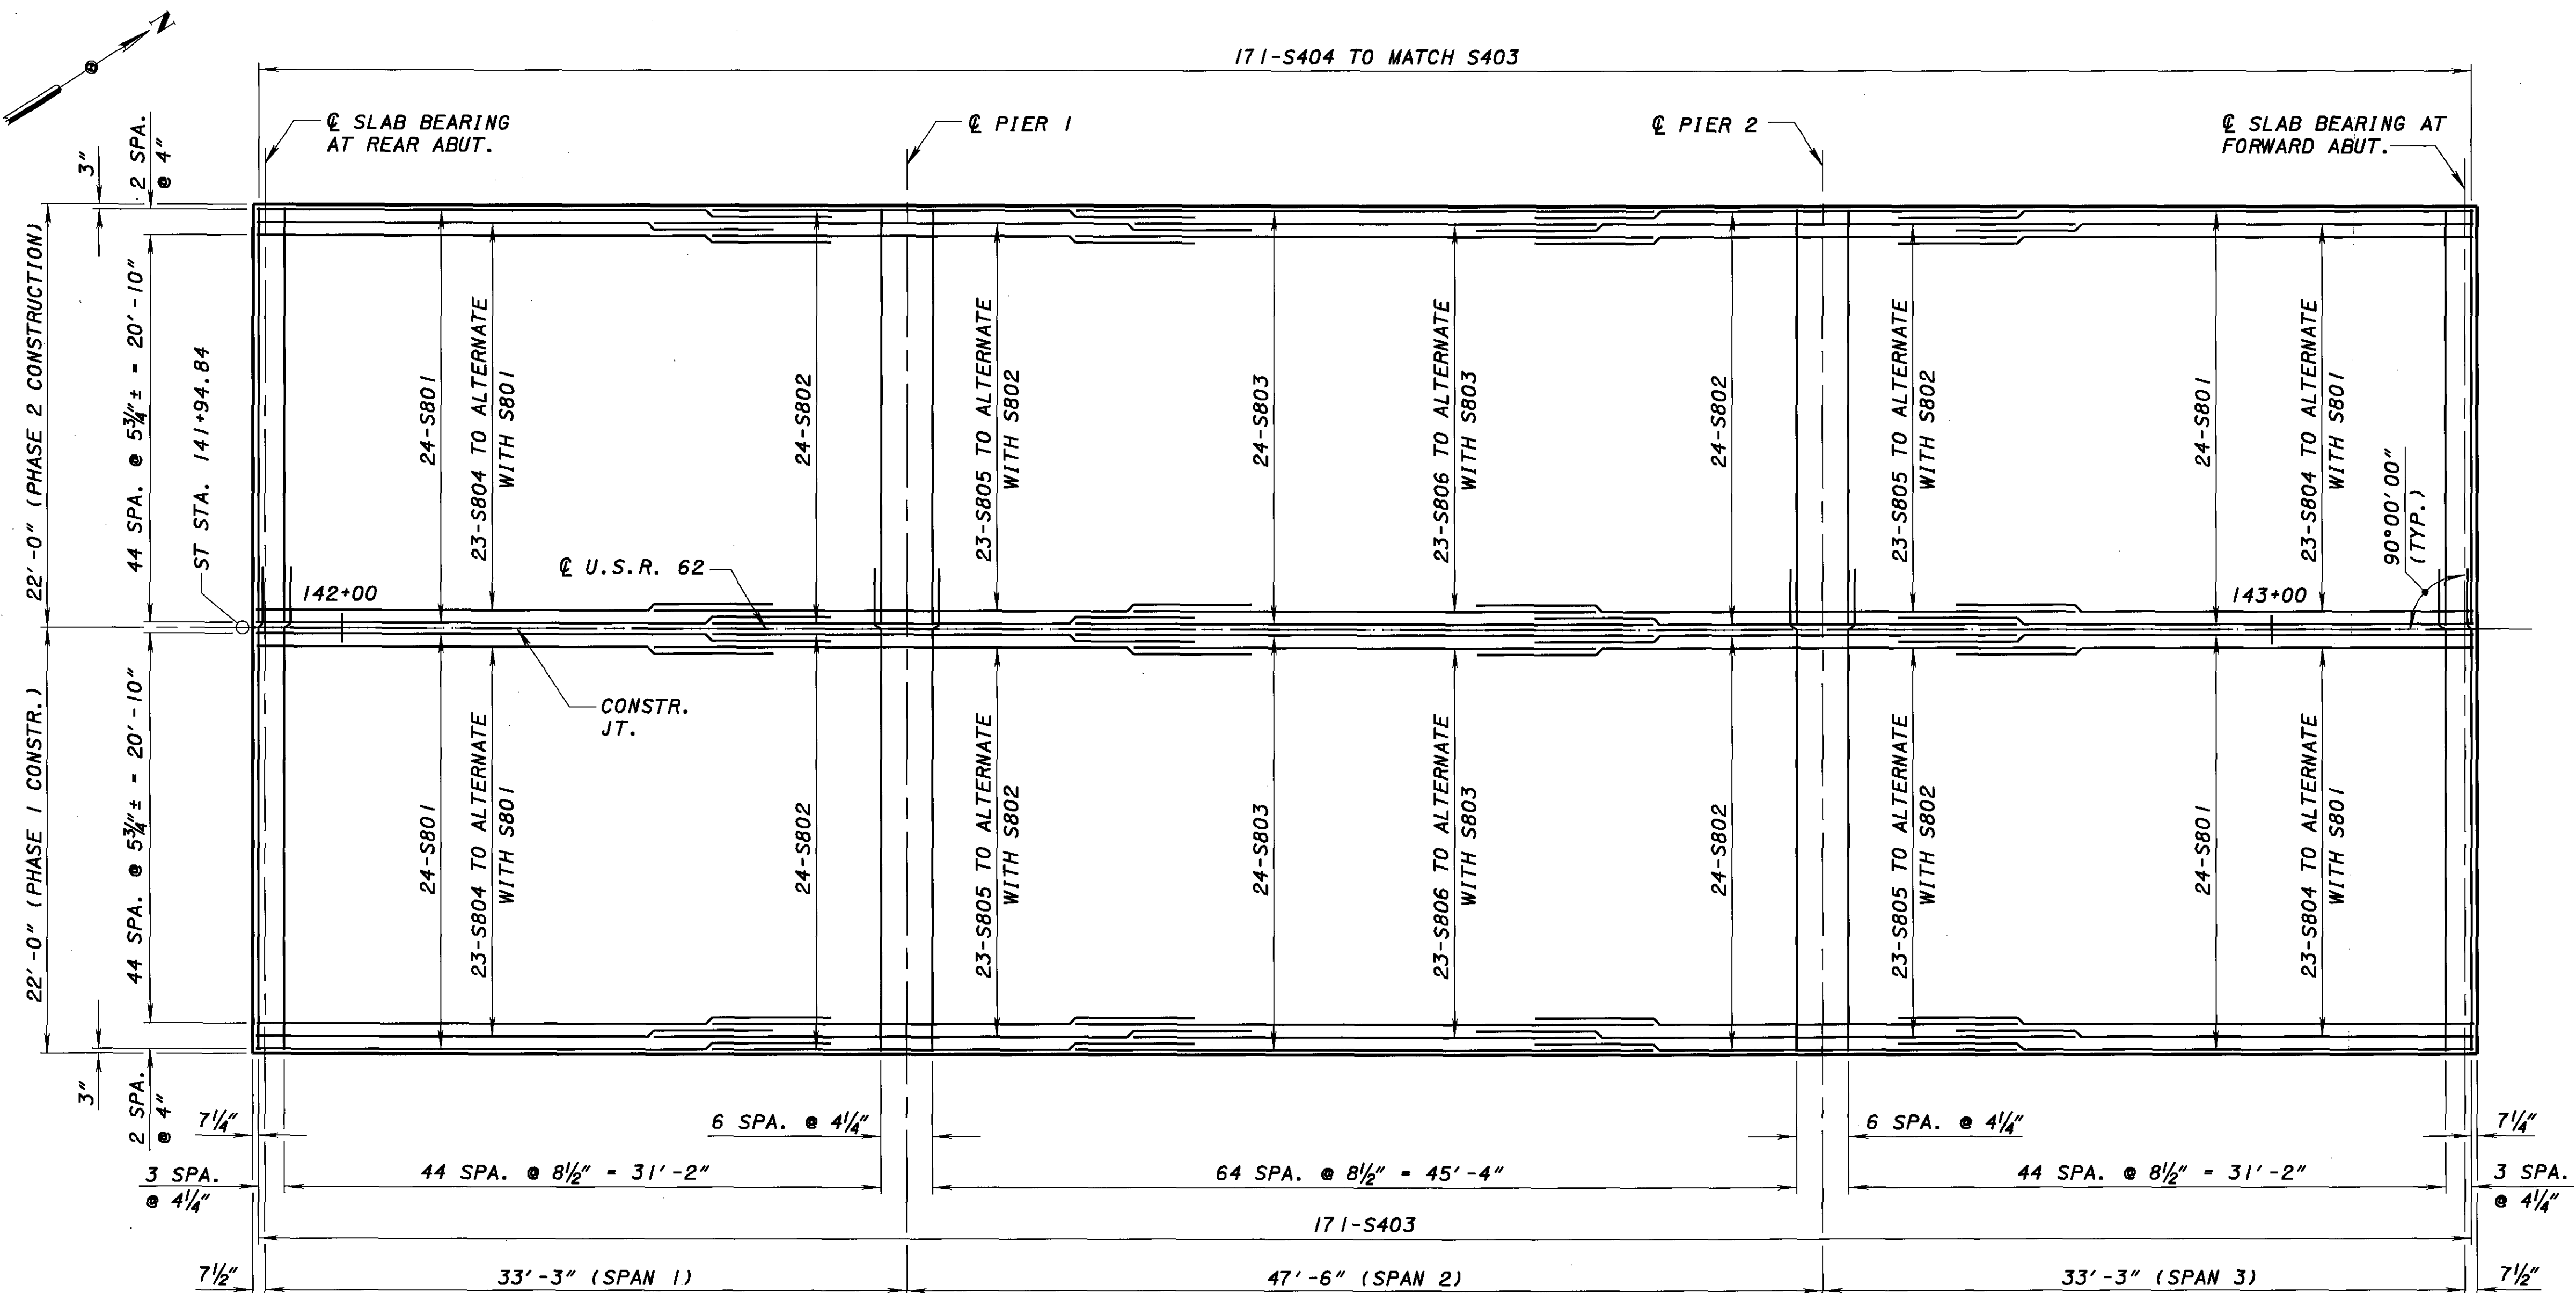 N
171-S404 TO MATCH S403
℄ SLAB BEARING
AT REAR ABUT.
℄ PIER 1
℄ PIER 2
℄ SLAB BEARING AT
FORWARD ABUT.
3"
2 SPA.
@ 4"
22'-0" (PHASE 2 CONSTRUCTION)
44 SPA. @ 5¾"± = 20'-10"
ST STA. 141+94.84
24-S801
23-S804 TO ALTERNATE
WITH S801
24-S802
23-S805 TO ALTERNATE
WITH S802
24-S803
23-S806 TO ALTERNATE
WITH S803
24-S802
23-S805 TO ALTERNATE
WITH S802
24-S801
23-S804 TO ALTERNATE
WITH S801
90°00'00"
(TYP.)
142+00
℄ U.S.R. 62
143+00
CONSTR.
JT.
22'-0" (PHASE 1 CONSTR.)
44 SPA. @ 5¾"± = 20'-10"
24-S801
23-S804 TO ALTERNATE
WITH S801
24-S802
23-S805 TO ALTERNATE
WITH S802
24-S803
23-S806 TO ALTERNATE
WITH S803
24-S802
23-S805 TO ALTERNATE
WITH S802
24-S801
23-S804 TO ALTERNATE
WITH S801
3"
2 SPA.
@ 4"
7¼"
6 SPA. @ 4¼"
6 SPA. @ 4¼"
7¼"
3 SPA.
@ 4¼"
44 SPA. @ 8½" = 31'-2"
64 SPA. @ 8½" = 45'-4"
44 SPA. @ 8½" = 31'-2"
3 SPA.
@ 4¼"
171-S403
7½"
33'-3" (SPAN 1)
47'-6" (SPAN 2)
33'-3" (SPAN 3)
7½"